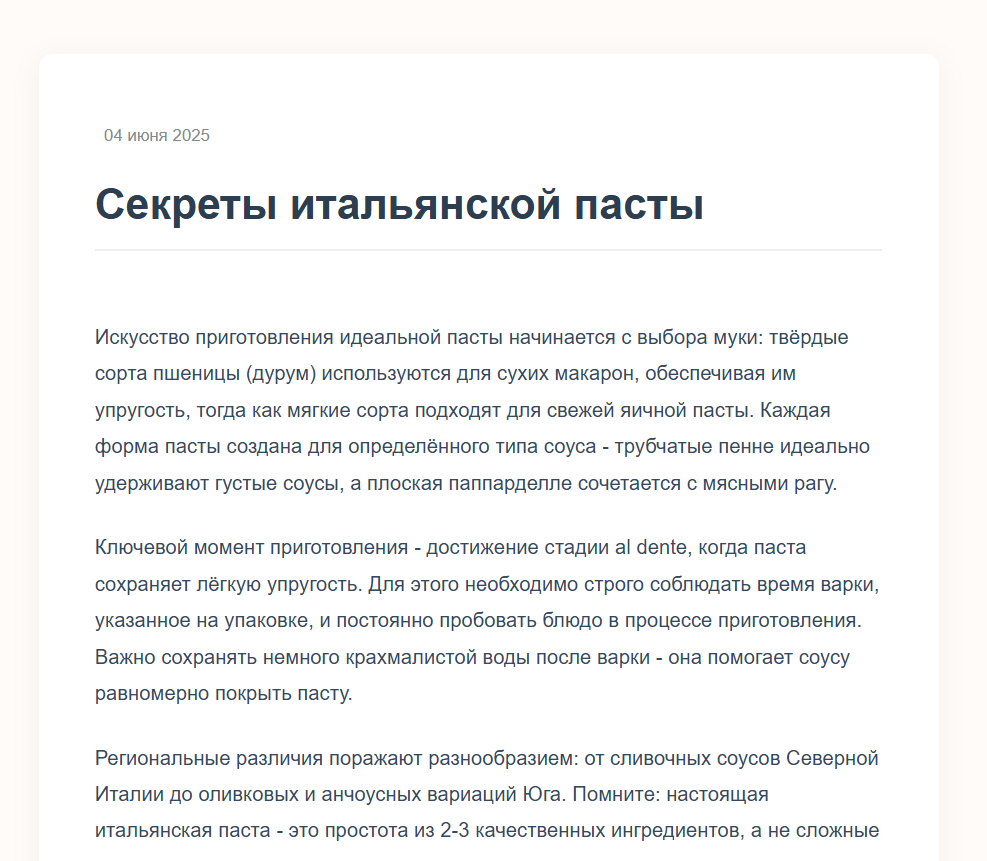 04 июня 2025
Секреты итальянской пасты
Искусство приготовления идеальной пасты начинается с выбора муки: твёрдые
сорта пшеницы (дурум) используются для сухих макарон, обеспечивая им
упругость, тогда как мягкие сорта подходят для свежей яичной пасты. Каждая
форма пасты создана для определённого типа соуса - трубчатые пенне идеально
удерживают густые соусы, а плоская паппарделле сочетается с мясными рагу.
Ключевой момент приготовления - достижение стадии al dente, когда паста
сохраняет лёгкую упругость. Для этого необходимо строго соблюдать время варки,
указанное на упаковке, и постоянно пробовать блюдо в процессе приготовления.
Важно сохранять немного крахмалистой воды после варки - она помогает соусу
равномерно покрыть пасту.
Региональные различия поражают разнообразием: от сливочных соусов Северной
Италии до оливковых и анчоусных вариаций Юга. Помните: настоящая
итальянская паста - это простота из 2-3 качественных ингредиентов, а не сложные